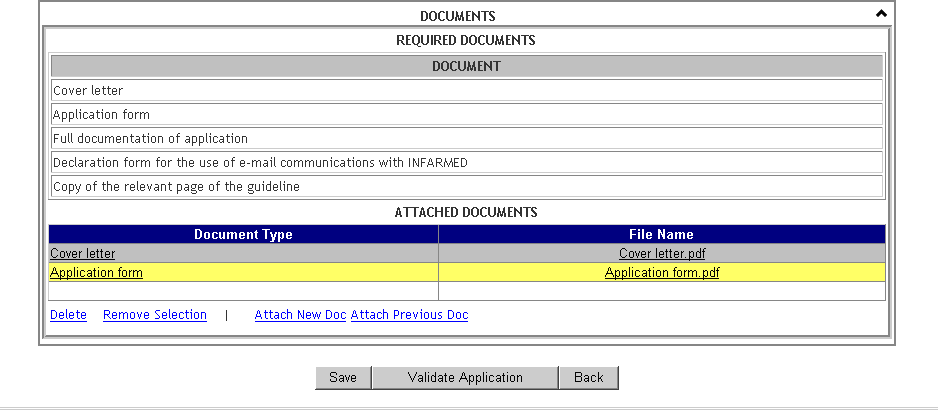 DOCUMENTS
REQUIRED DOCUMENTS
DOCUMENT
Cover letter
Application form
Full documentation of application
Declaration form for the use of e-mail communications with INFARMED
Copy of the relevant page of the guideline
ATTACHED DOCUMENTS
Document Type File Name
Cover letter Cover letter.pdf
Application form Application form.pdf
Delete Remove Selection | Attach New Doc Attach Previous Doc
Save Validate Application Back